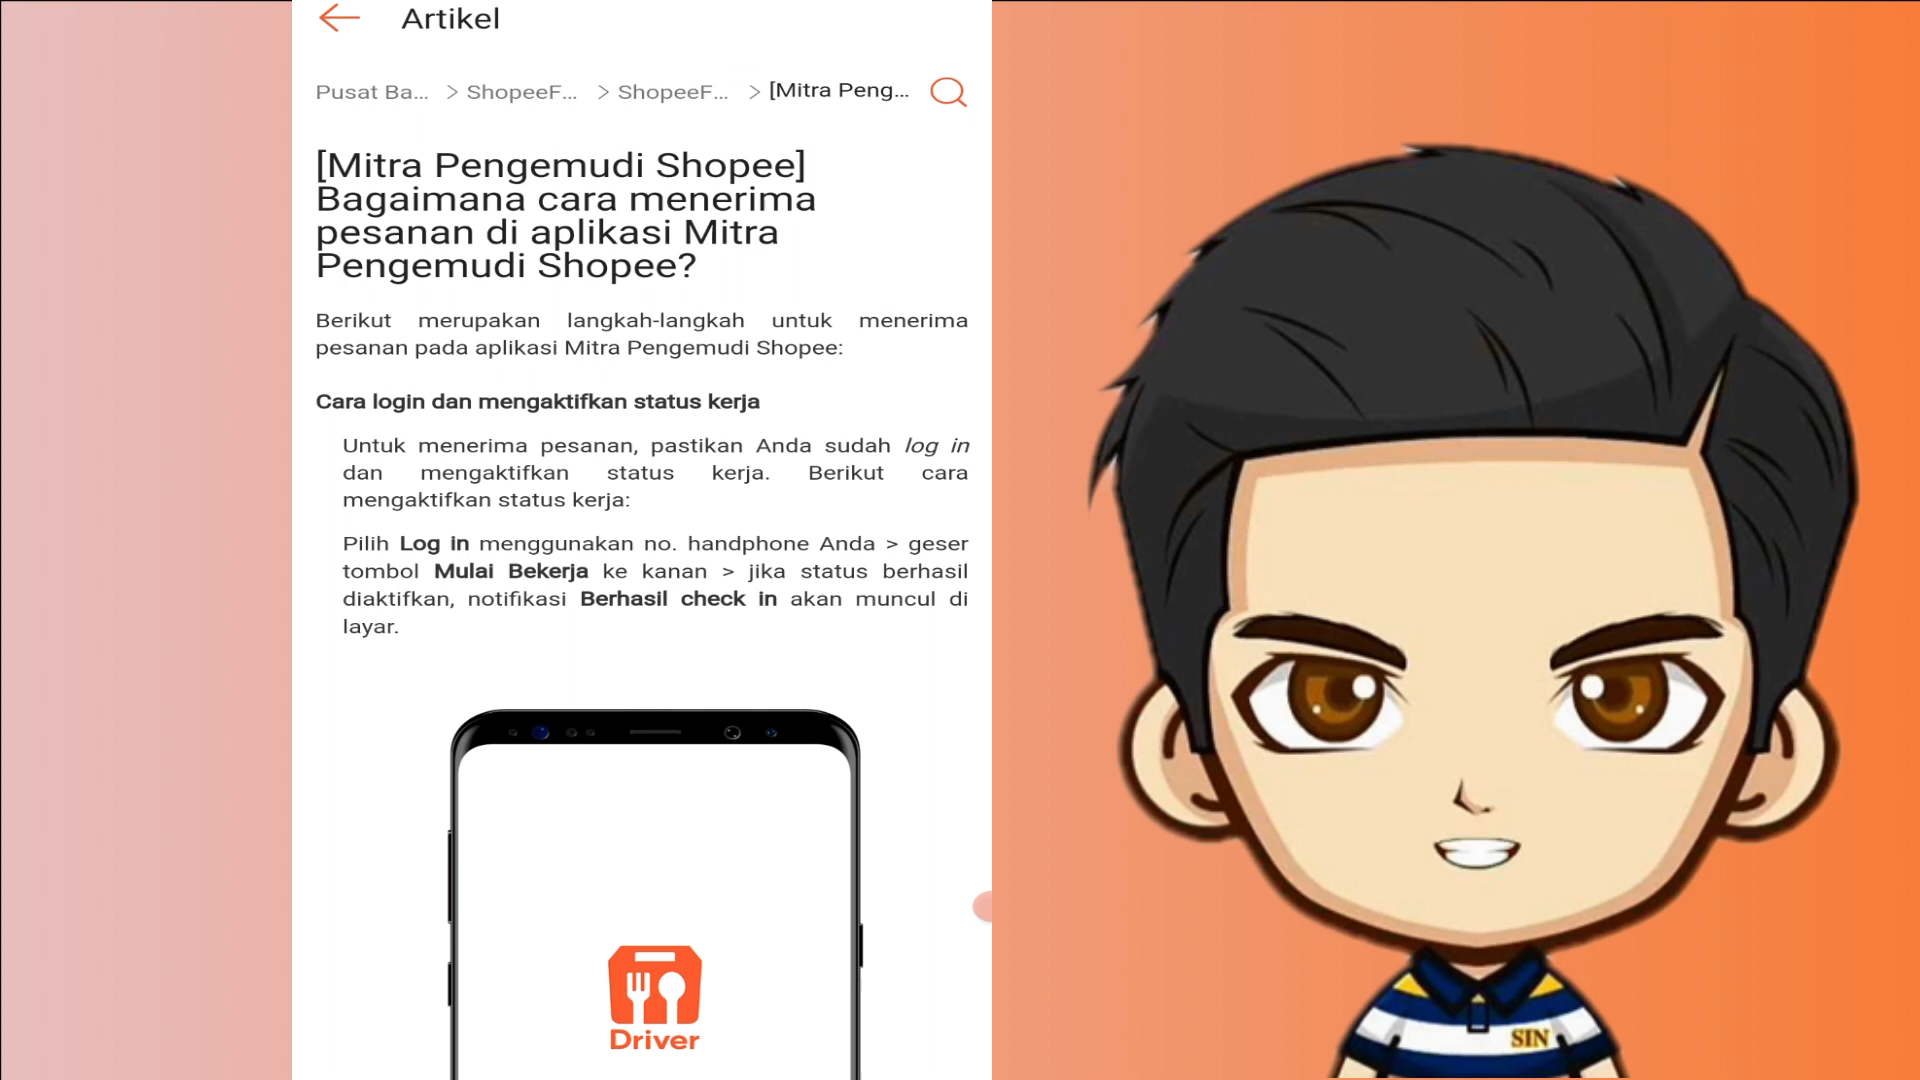 Artikel
Pusat Ba... > ShopeeF... > ShopeeF... > [Mitra Peng...
[Mitra Pengemudi Shopee]
Bagaimana cara menerima
pesanan di aplikasi Mitra
Pengemudi Shopee?
Berikut merupakan langkah-langkah untuk menerima
pesanan pada aplikasi Mitra Pengemudi Shopee:
Cara login dan mengaktifkan status kerja
Untuk menerima pesanan, pastikan Anda sudah log in
dan mengaktifkan status kerja. Berikut cara
mengaktifkan status kerja:
Pilih Log in menggunakan no. handphone Anda > geser
tombol Mulai Bekerja ke kanan > jika status berhasil
diaktifkan, notifikasi Berhasil check in akan muncul di
layar.
Driver
SIN